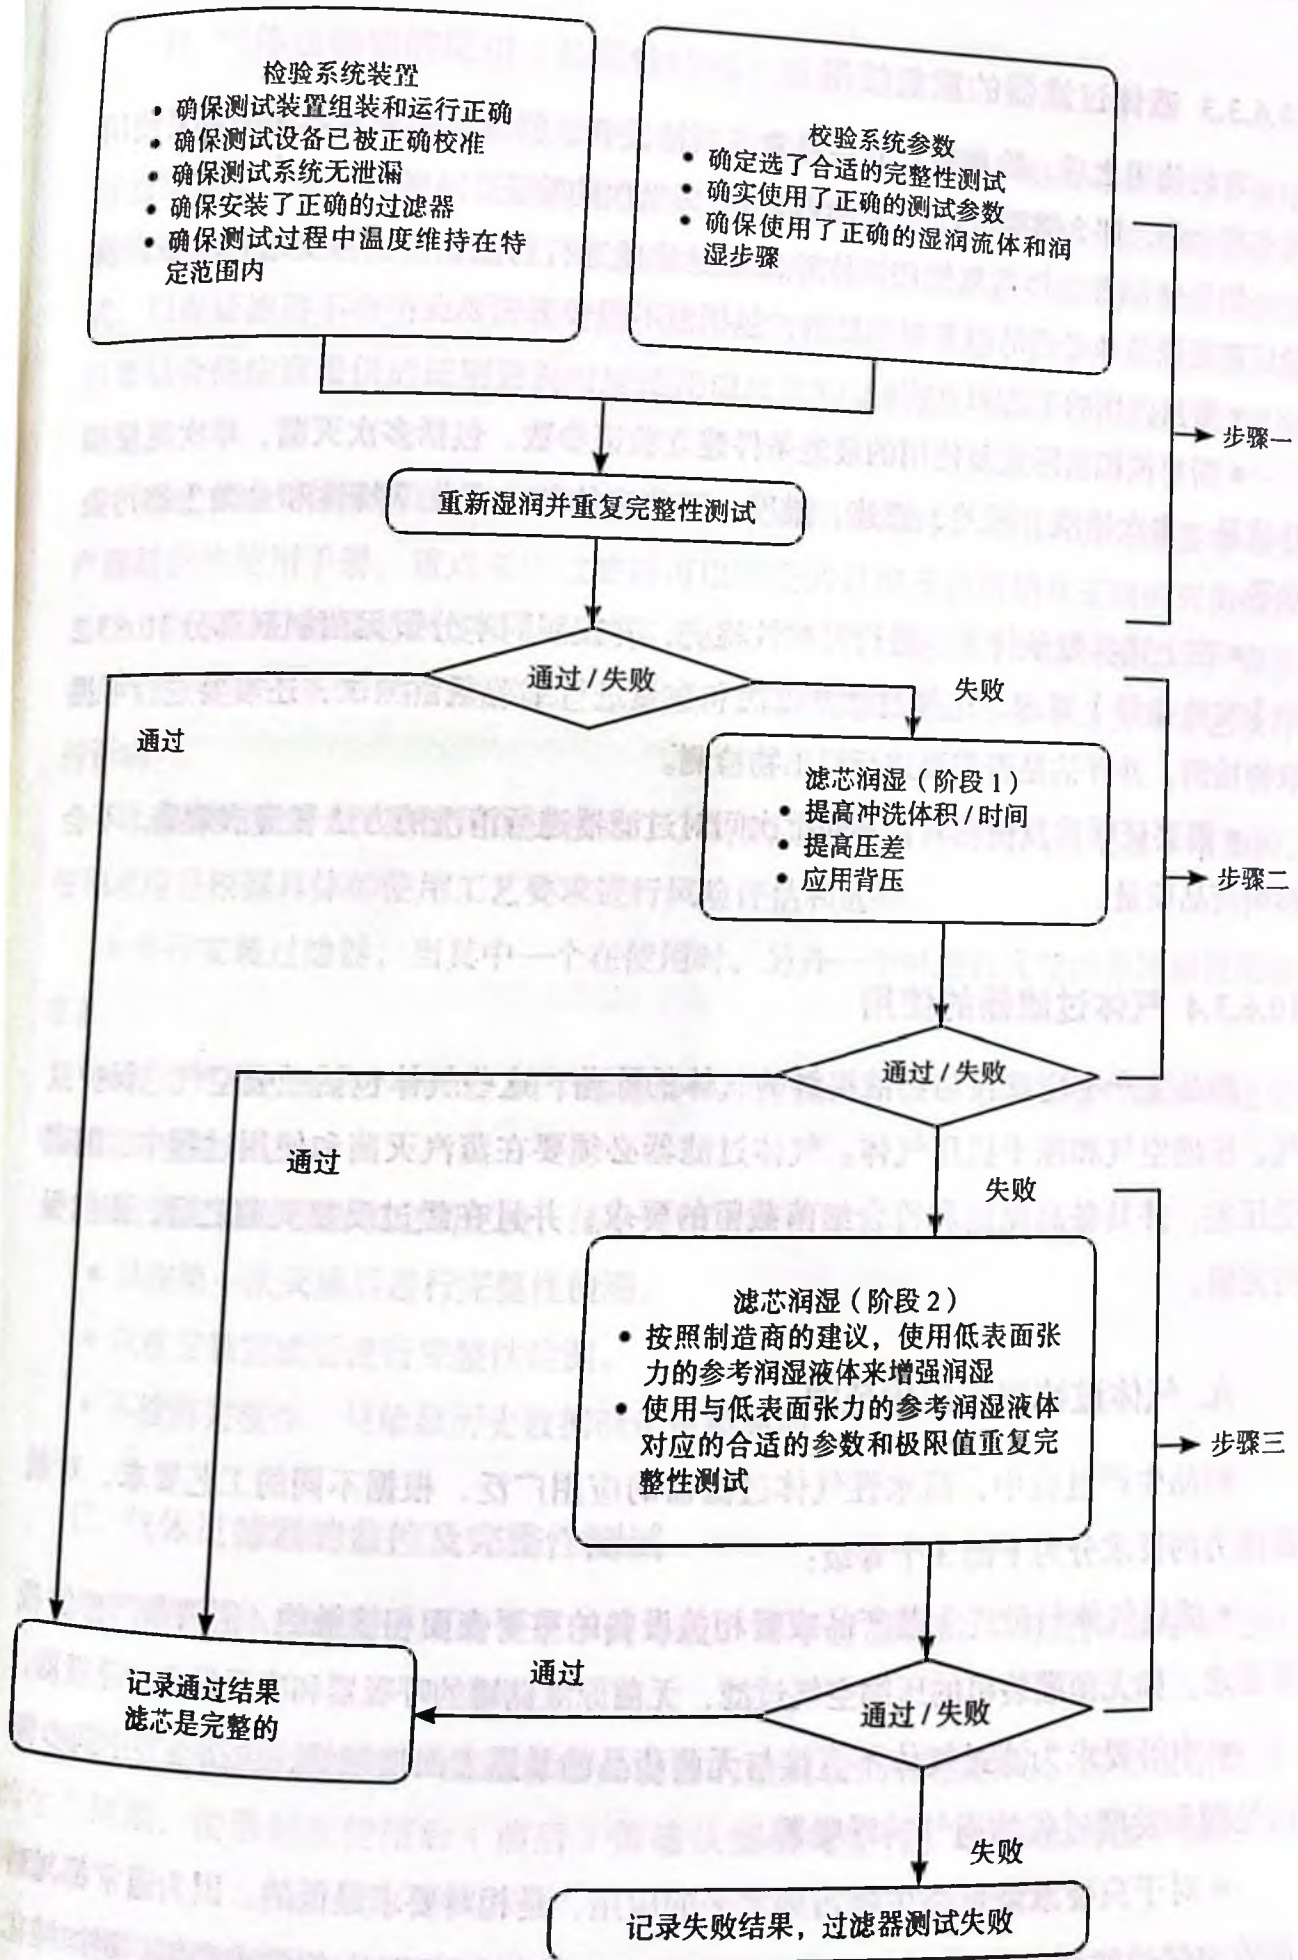 检验系统装置
• 确保测试装置组装和运行正确
• 确保测试设备已被正确校准
• 确保测试系统无泄漏
• 确保安装了正确的过滤器
• 确保测试过程中温度维持在特
定范围内
校验系统参数
• 确定选了合适的完整性测试
• 确实使用了正确的测试参数
• 确保使用了正确的湿润流体和润
湿步骤
步骤一
重新湿润并重复完整性测试
通过/失败
失败
通过
滤芯润湿（阶段1）
• 提高冲洗体积/时间
• 提高压差
• 应用背压
步骤二
通过/失败
通过
失败
滤芯润湿（阶段2）
• 按照制造商的建议，使用低表面张
力的参考润湿液体来增强润湿
• 使用与低表面张力的参考润湿液体
对应的合适的参数和极限值重复完
整性测试
步骤三
通过
通过/失败
记录通过结果
滤芯是完整的
失败
记录失败结果，过滤器测试失败